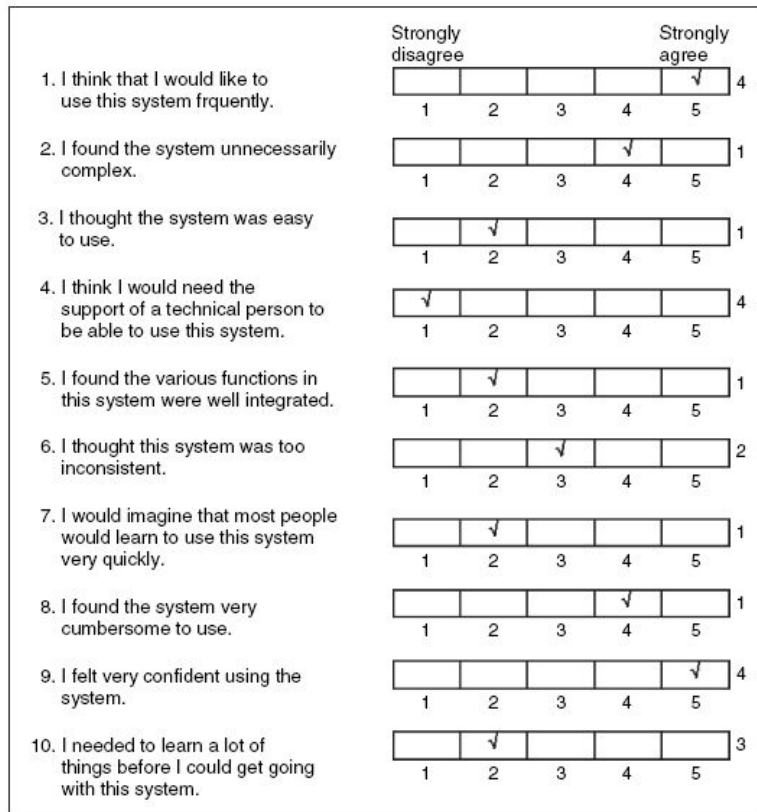 Strongly disagree
Strongly agree
1. I think that I would like to
use this system frquently.
√ 4
1 2 3 4 5
2. I found the system unnecessarily
complex.
√ 1
1 2 3 4 5
3. I thought the system was easy
to use.
√ 1
1 2 3 4 5
4. I think I would need the
support of a technical person to
be able to use this system.
√ 4
1 2 3 4 5
5. I found the various functions in
this system were well integrated.
√ 1
1 2 3 4 5
6. I thought this system was too
inconsistent.
√ 2
1 2 3 4 5
7. I would imagine that most people
would learn to use this system
very quickly.
√ 1
1 2 3 4 5
8. I found the system very
cumbersome to use.
√ 1
1 2 3 4 5
9. I felt very confident using the
system.
√ 4
1 2 3 4 5
10. I needed to learn a lot of
things before I could get going
with this system.
√ 3
1 2 3 4 5